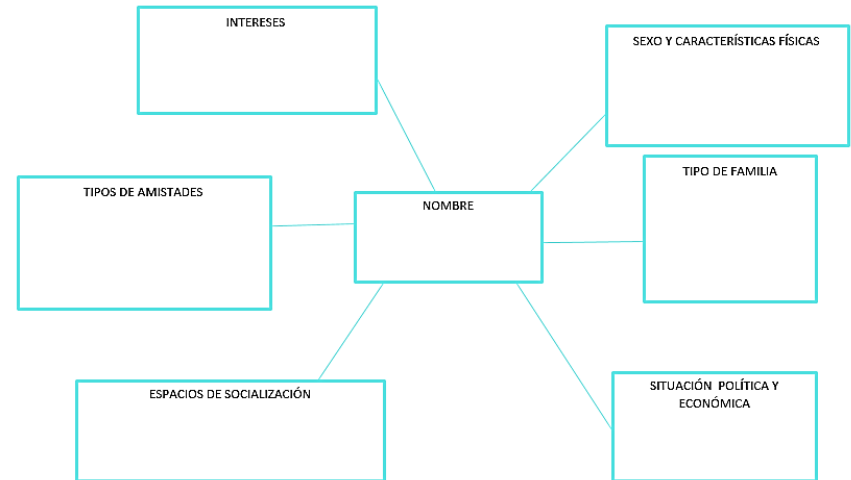 INTERESES
SEXO Y CARACTERÍSTICAS FÍSICAS
TIPO DE FAMILIA
TIPOS DE AMISTADES
NOMBRE
ESPACIOS DE SOCIALIZACIÓN
SITUACIÓN POLÍTICA Y
ECONÓMICA